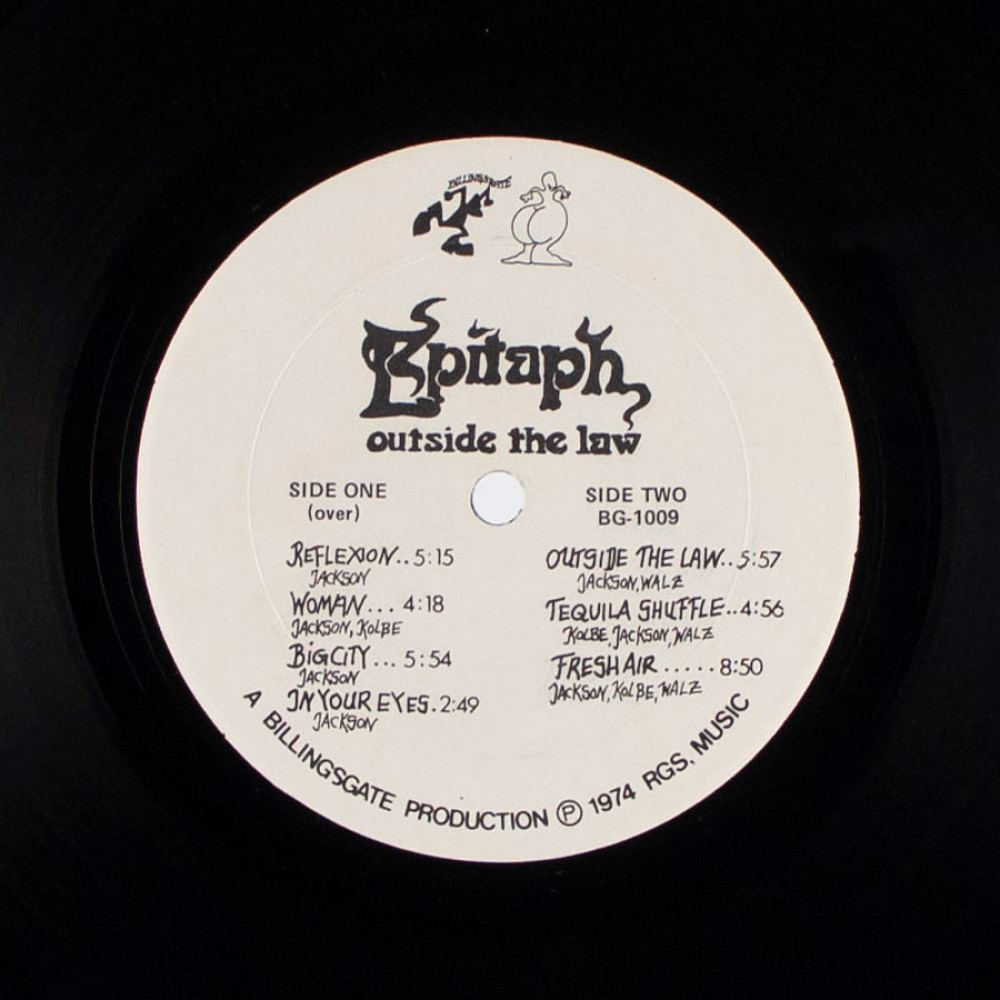 BILLINGSGATE
Epitaph
outside the law
SIDE ONE
(over)
REFLEXION..5:15
JACKSON
WOMAN... 4:18
JACKSON, KOLBE
BIG CITY... 5:54
JACKSON
IN YOUR EYES.2:49
JACKSON
SIDE TWO
BG-1009
OUTSIDE THE LAW..5:57
JACKSON, WALZ
TEQUILA SHUFFLE..4:56
KOLBE, JACKSON, WALZ
FRESH AIR.....8:50
JACKSON, KOLBE, WALZ
A BILLINGSGATE PRODUCTION Ⓟ 1974 RGS. MUSIC